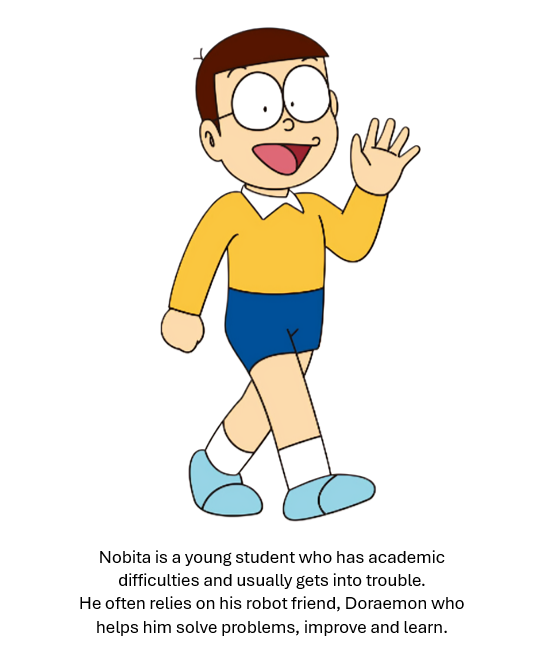 Nobita is a young student who has academic
difficulties and usually gets into trouble.
He often relies on his robot friend, Doraemon who
helps him solve problems, improve and learn.